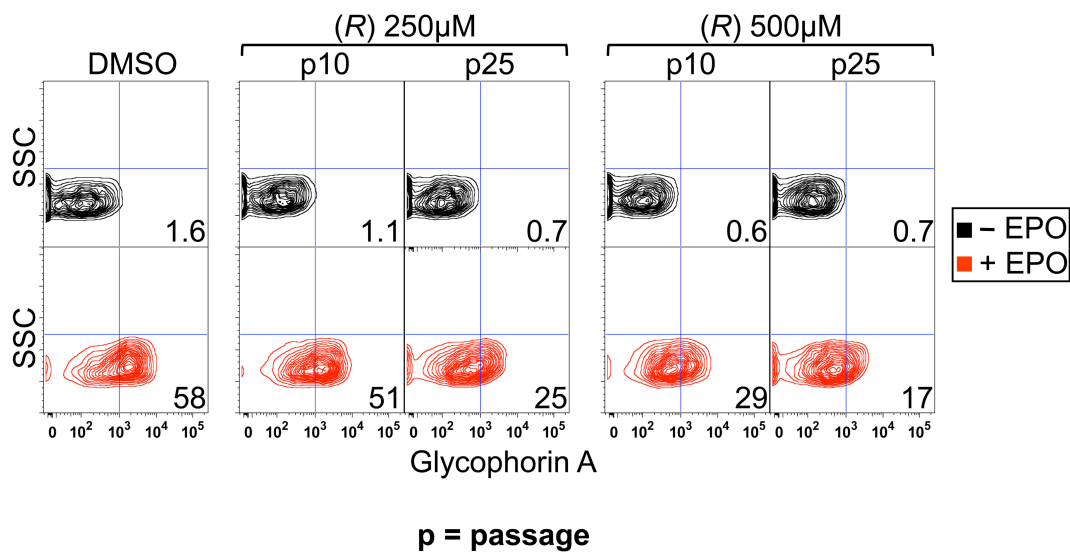 (R) 250µM (R) 500µM
DMSO p10 p25 p10 p25
SSC
1.6 1.1 0.7 0.6 0.7
– EPO
+ EPO
SSC
58 51 25 29 17
0 10² 10³ 10⁴ 10⁵ 0 10² 10³ 10⁴ 10⁵ 0 10² 10³ 10⁴ 10⁵ 0 10² 10³ 10⁴ 10⁵ 0 10² 10³ 10⁴ 10⁵
Glycophorin A
p = passage